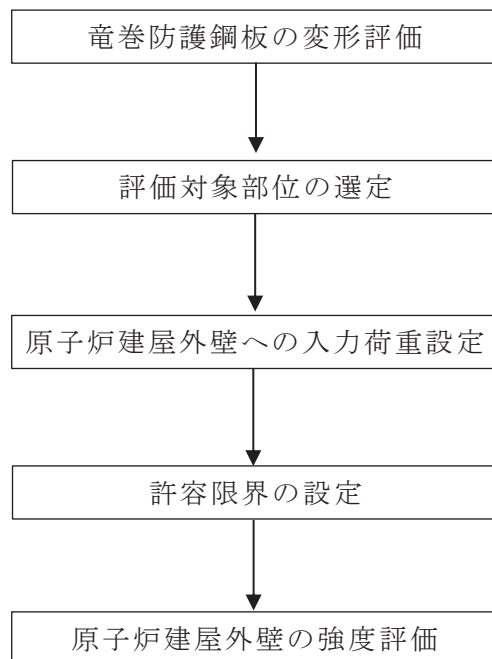 竜巻防護鋼板の変形評価
評価対象部位の選定
原子炉建屋外壁への入力荷重設定
許容限界の設定
原子炉建屋外壁の強度評価